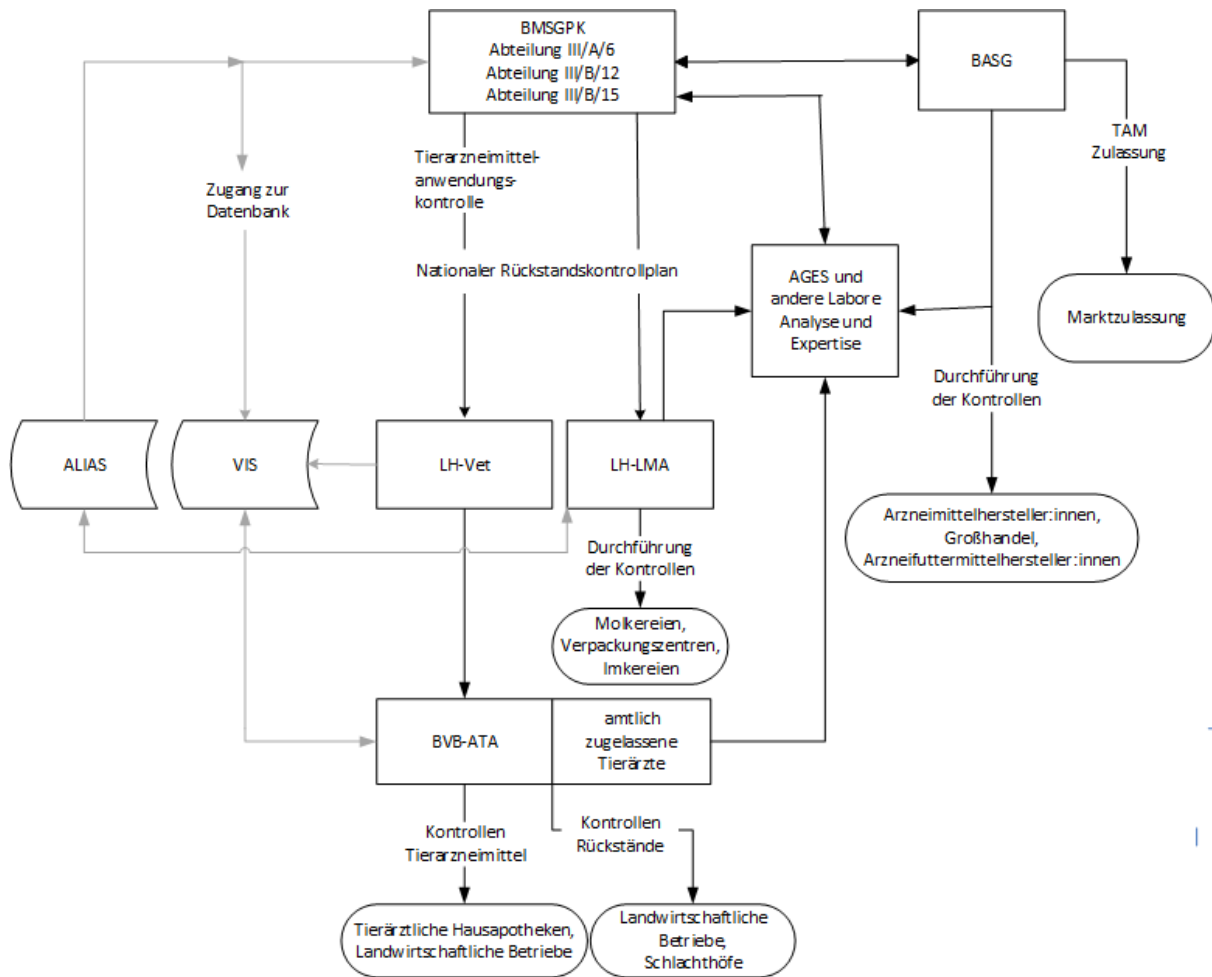 BMSGPK
Abteilung III/A/6
Abteilung III/B/12
Abteilung III/B/15
BASG
TAM
Zulassung
Tierarzneimittel-
anwendungs-
kontrolle
Zugang zur
Datenbank
Nationaler Rückstandskontrollplan
AGES und
andere Labore
Analyse und
Expertise
Marktzulassung
Durchführung
der Kontrollen
ALIAS
VIS
LH-Vet
LH-LMA
Arzneimittelhersteller:innen,
Großhandel,
Arzneifuttermittelhersteller:innen
Durchführung
der Kontrollen
Molkereien,
Verpackungszentren,
Imkereien
BVB-ATA
amtlich
zugelassene
Tierärzte
Kontrollen
Tierarzneimittel
Kontrollen
Rückstände
Tierärztliche Hausapotheken,
Landwirtschaftliche Betriebe
Landwirtschaftliche
Betriebe,
Schlachthöfe